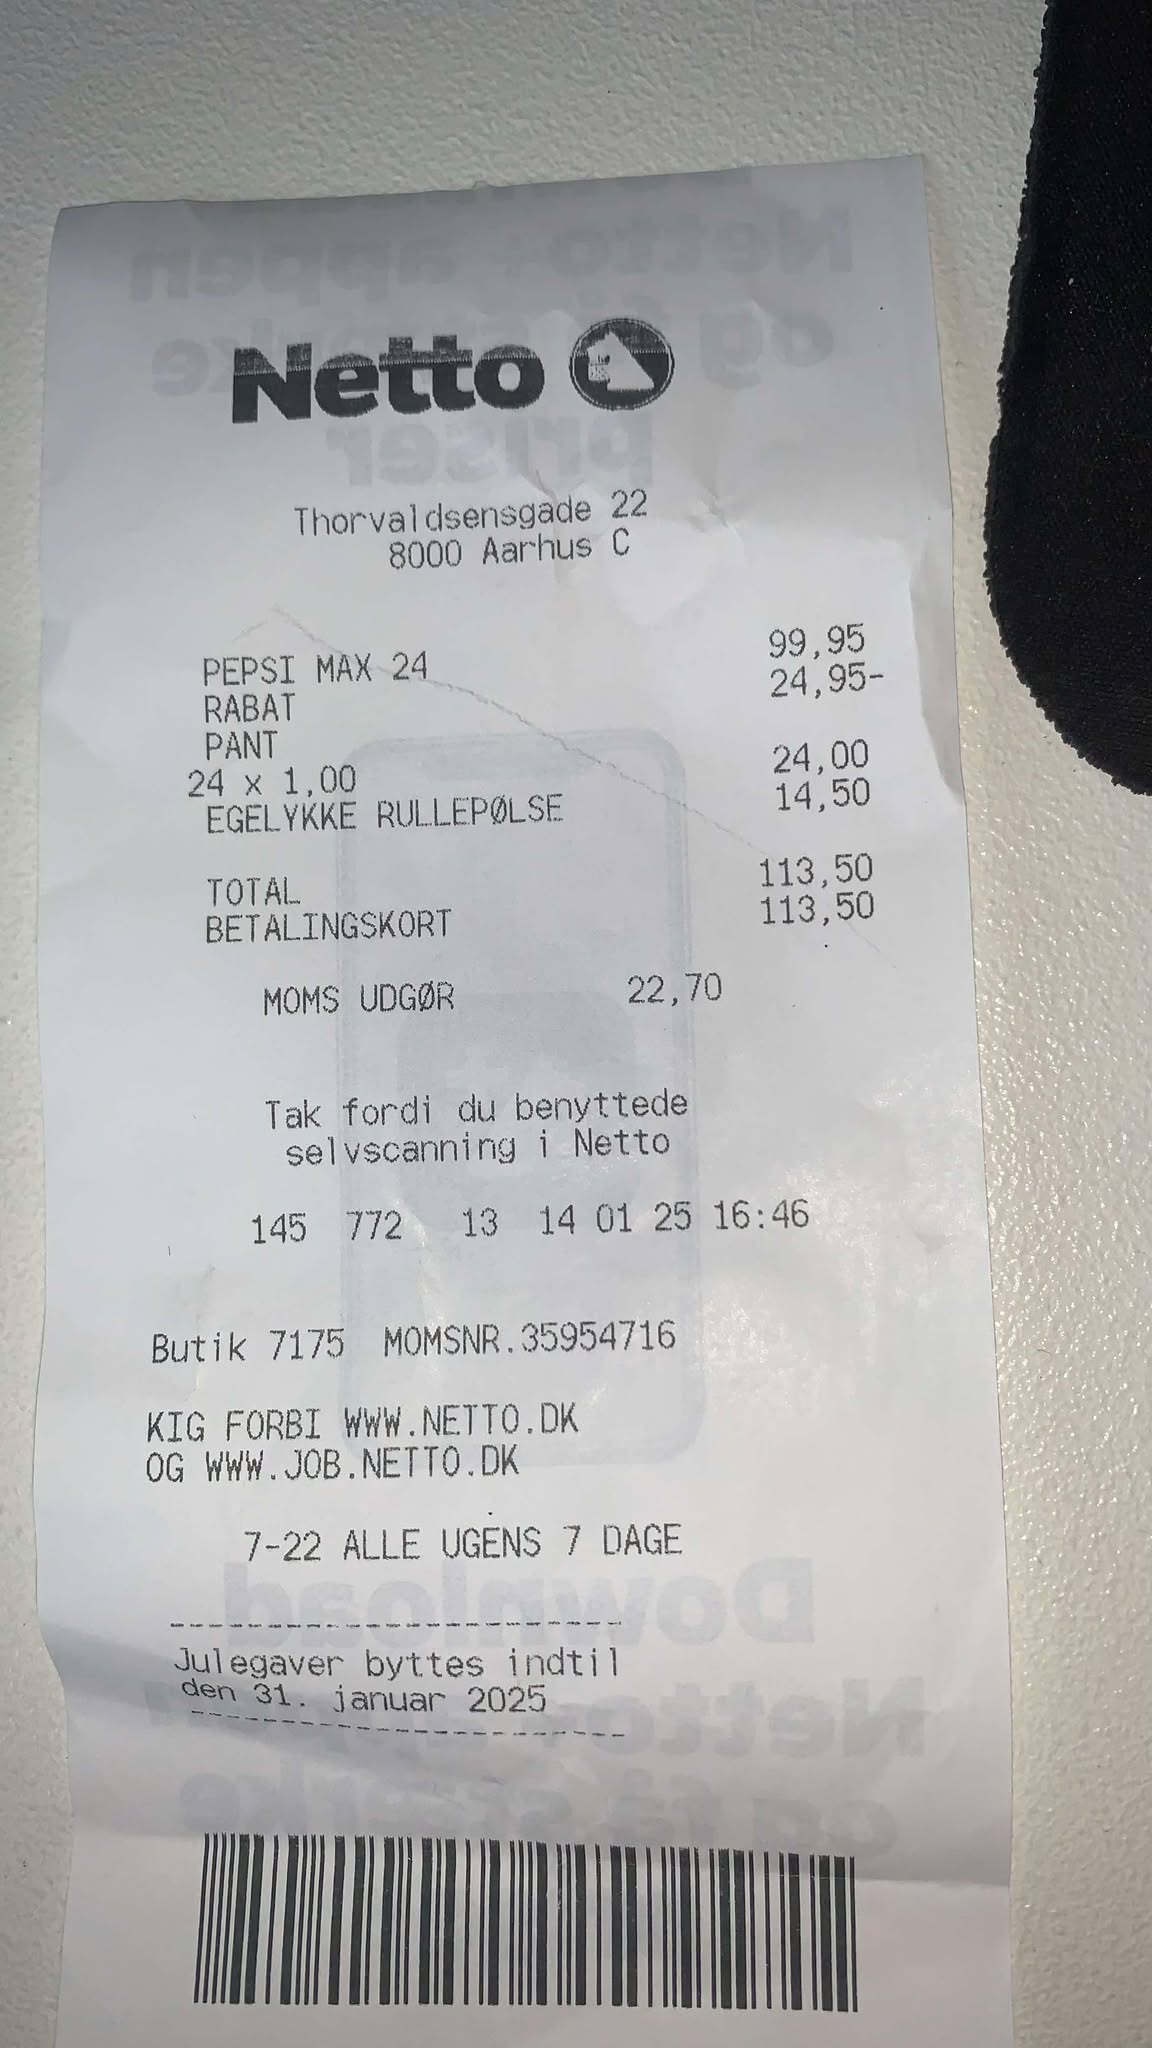 Netto
Thorvaldsensgade 22
8000 Aarhus C
PEPSI MAX 24 99,95
RABAT 24,95-
PANT
24 x 1,00 24,00
EGELYKKE RULLEPØLSE 14,50
TOTAL 113,50
BETALINGSKORT 113,50
MOMS UDGØR 22,70
Tak fordi du benyttede
selvscanning i Netto
145 772 13 14 01 25 16:46
Butik 7175 MOMSNR.35954716
KIG FORBI WWW.NETTO.DK
OG WWW.JOB.NETTO.DK
7-22 ALLE UGENS 7 DAGE
Julegaver byttes indtil
den 31. januar 2025